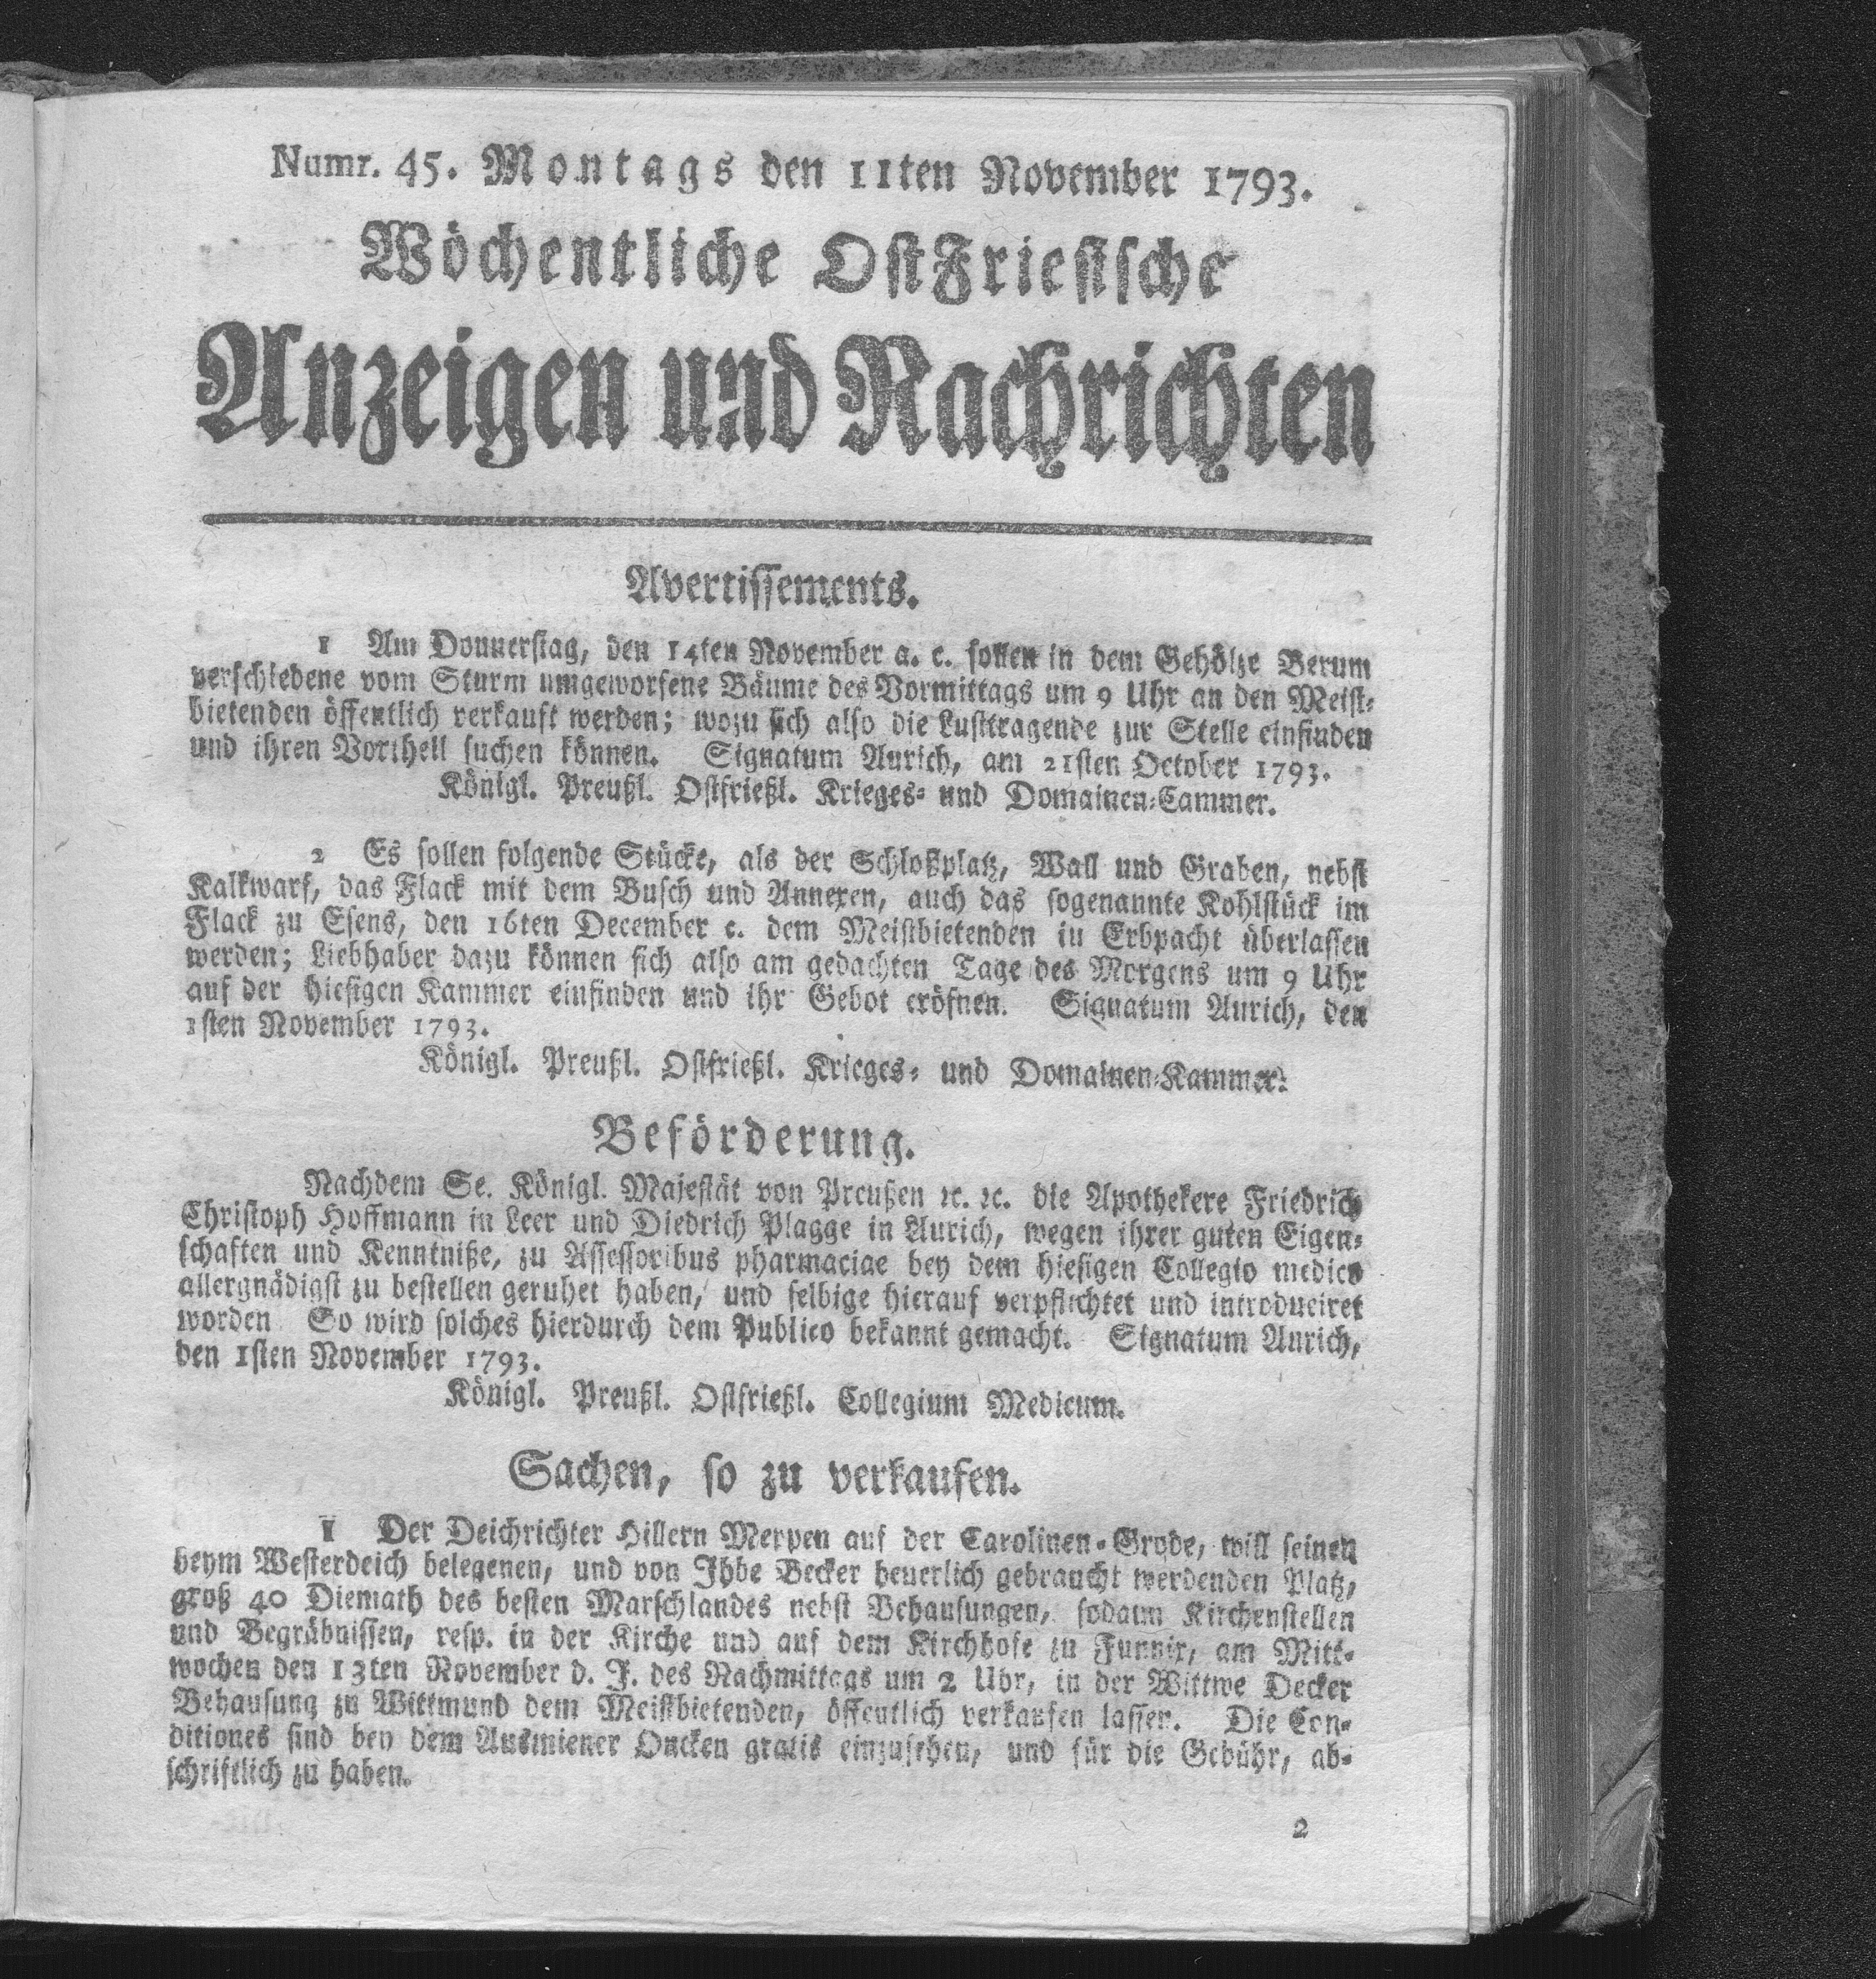 Numr. 45. Montags den 11ten November 1793.
Wöchentliche OstFriesische
Anzeigen und Nachrichten
Avertissements.
1 Am Donnerstag, den 14ten November a. c. sollen in dem Gehölze Berum
verschiedene vom Sturm umgeworfene Bäume des Vormittags um 9 Uhr an den Meist-
bietenden öffentlich verkauft werden; wozu sich also die Lusttragende zur Stelle einfinden
und ihren Vortheil suchen können. Signatum Aurich, am 21sten October 1793.
Königl. Preußl. Ostfrießl. Krieges- und Domainen-Cammer.
2 Es sollen folgende Stücke, als der Schloßplatz, Wall und Graben, nebst
Kalkwarf, das Flack mit dem Busch und Annexen, auch das sogenannte Kohlstück im
Flack zu Esens, den 16ten December c. dem Meistbietenden in Erbpacht überlassen
werden; Liebhaber dazu können sich also am gedachten Tage des Morgens um 9 Uhr
auf der hiesigen Kammer einfinden und ihr Gebot eröfnen. Signatum Aurich, den
1sten November 1793.
Königl. Preußl. Ostfrießl. Krieges- und Domainen-Kammer.
Beförderung.
Nachdem Se. Königl. Majestät von Preußen ꝛc. ꝛc. die Apothekere Friedrich
Christoph Hoffmann in Leer und Diedrich Plagge in Aurich, wegen ihrer guten Eigen-
schaften und Kenntniße, zu Assessoribus pharmaciae bey dem hiesigen Collegio medico
allergnädigst zu bestellen geruhet haben, und selbige hierauf verpflichtet und introduciret
worden So wird solches hierdurch dem Publico bekannt gemacht. Signatum Aurich,
den 1sten November 1793.
Königl. Preußl. Ostfrießl. Collegium Medicum.
Sachen, so zu verkaufen.
1 Der Deichrichter Hillern Merpen auf der Carolinen-Grode, will seinen
beym Westerdeich belegenen, und von Ihbe Becker heuerlich gebraucht werdenden Platz,
groß 40 Diemath des besten Marschlandes nebst Behausungen, sodann Kirchenstellen
und Begräbnissen, resp. in der Kirche und auf dem Kirchhofe zu Funnix, am Mitt-
wochen den 13ten November d. J. des Nachmittags um 2 Uhr, in der Wittwe Decker
Behausung zu Wittmund dem Meistbietenden, öffentlich verkaufen lassen. Die Con-
ditiones sind bey dem Ausmiener Oncken gratis einzusehen, und für die Gebühr, ab-
schriftlich zu haben.
2